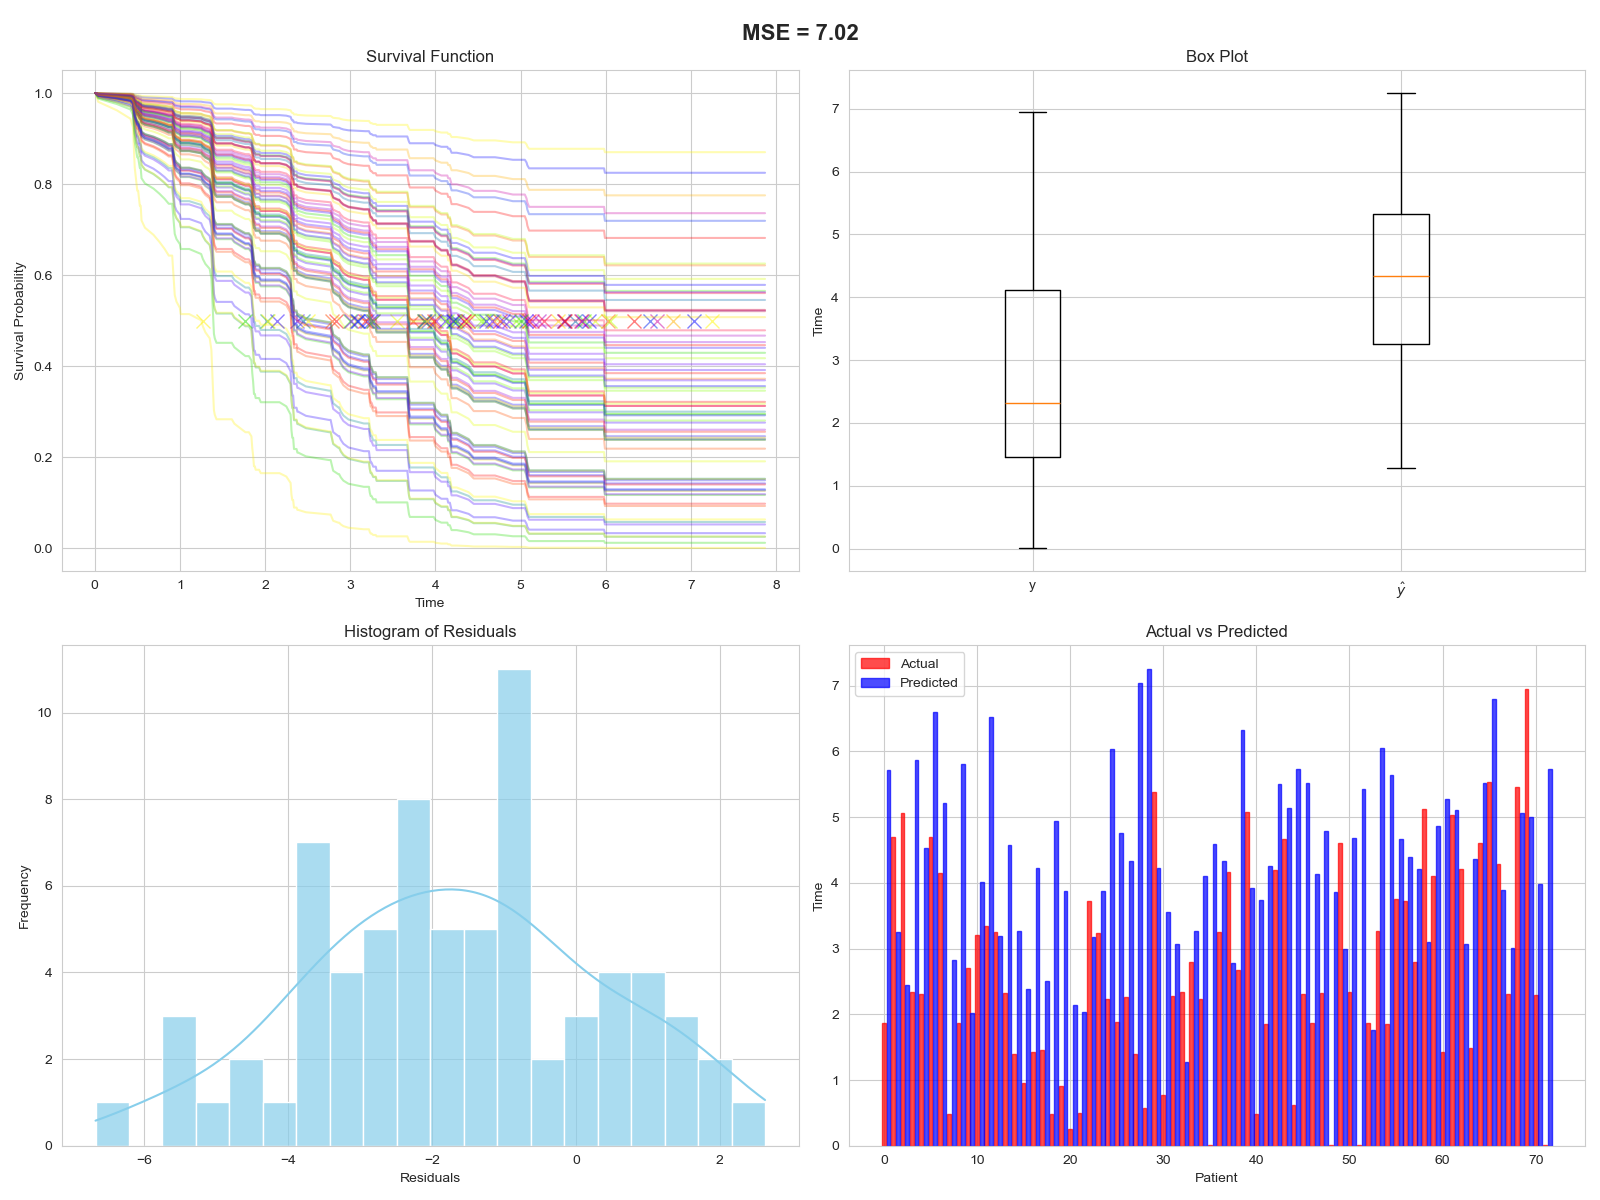 MSE = 7.02
Survival Function
Survival Probability
1.0
0.8
0.6
0.4
0.2
0.0
0 1 2 3 4 5 6 7 8
Time
Box Plot
Time
7
6
5
4
3
2
1
0
y ŷ
Histogram of Residuals
Frequency
10
8
6
4
2
0
−6 −4 −2 0 2
Residuals
Actual vs Predicted
Actual
Predicted
Time
7
6
5
4
3
2
1
0
0 10 20 30 40 50 60 70
Patient